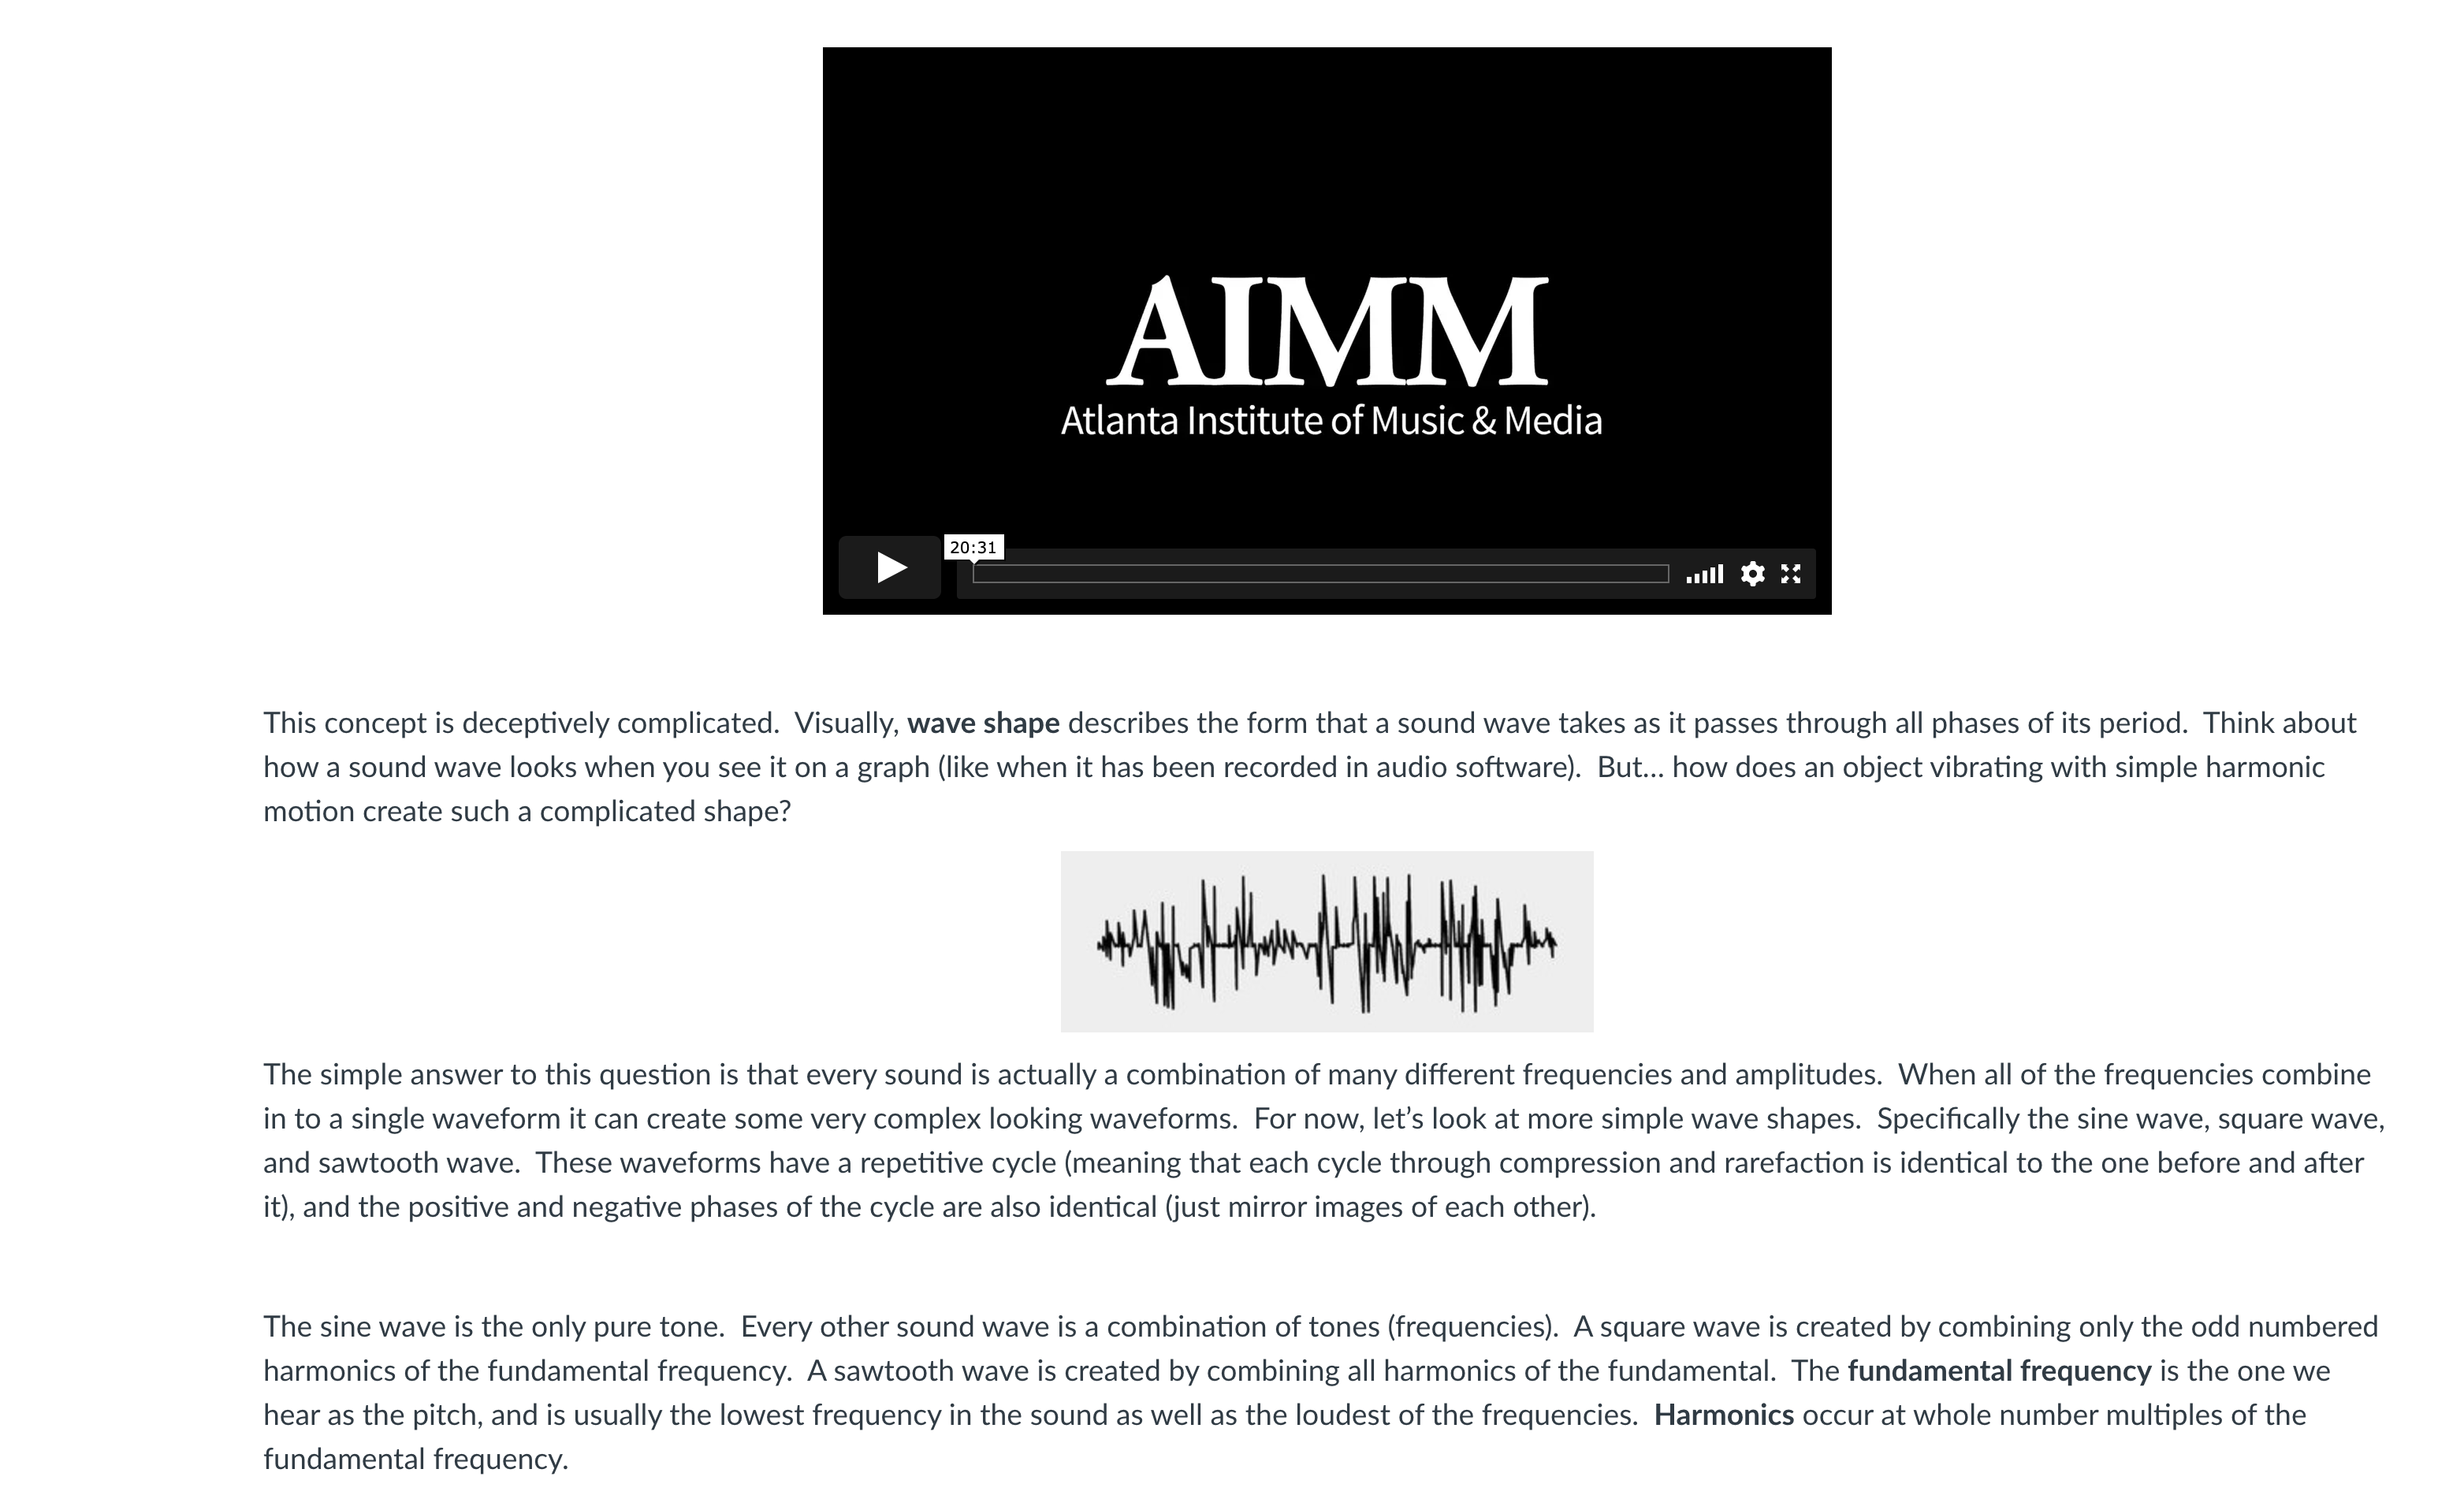 AIMM
Atlanta Institute of Music & Media
20:31
This concept is deceptively complicated.  Visually, wave shape describes the form that a sound wave takes as it passes through all phases of its period.  Think about
how a sound wave looks when you see it on a graph (like when it has been recorded in audio software).  But... how does an object vibrating with simple harmonic
motion create such a complicated shape?
The simple answer to this question is that every sound is actually a combination of many different frequencies and amplitudes.  When all of the frequencies combine
in to a single waveform it can create some very complex looking waveforms.  For now, let’s look at more simple wave shapes.  Specifically the sine wave, square wave,
and sawtooth wave.  These waveforms have a repetitive cycle (meaning that each cycle through compression and rarefaction is identical to the one before and after
it), and the positive and negative phases of the cycle are also identical (just mirror images of each other).
The sine wave is the only pure tone.  Every other sound wave is a combination of tones (frequencies).  A square wave is created by combining only the odd numbered
harmonics of the fundamental frequency.  A sawtooth wave is created by combining all harmonics of the fundamental.  The fundamental frequency is the one we
hear as the pitch, and is usually the lowest frequency in the sound as well as the loudest of the frequencies.  Harmonics occur at whole number multiples of the
fundamental frequency.